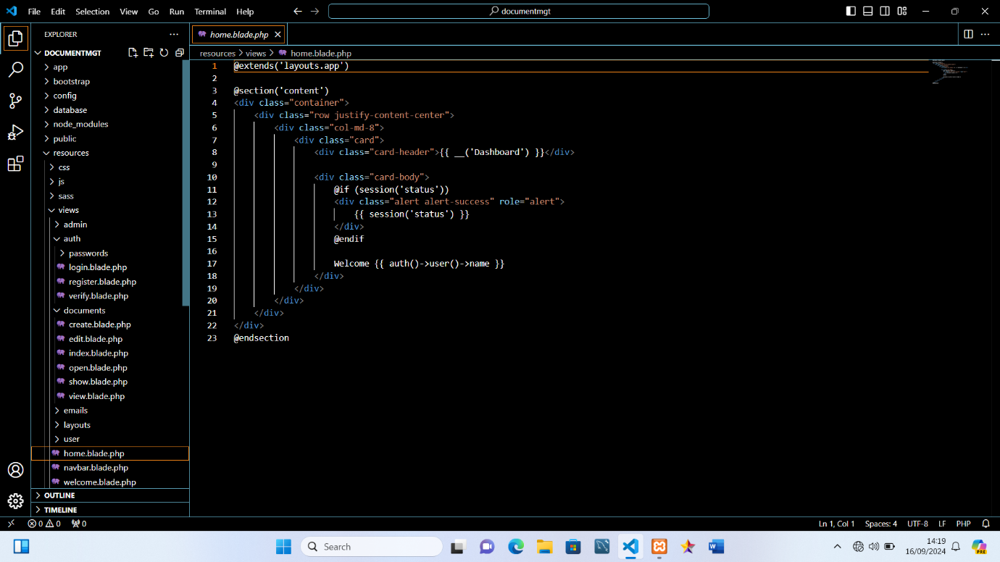 File Edit Selection View Go Run Terminal Help
documentmgt
EXPLORER
home.blade.php
DOCUMENTMGT
resources > views > home.blade.php
app
bootstrap
config
database
node_modules
public
resources
css
js
sass
views
admin
auth
passwords
login.blade.php
register.blade.php
verify.blade.php
documents
create.blade.php
edit.blade.php
index.blade.php
open.blade.php
show.blade.php
view.blade.php
emails
layouts
user
home.blade.php
navbar.blade.php
welcome.blade.php
OUTLINE
TIMELINE
1 @extends('layouts.app')
2
3 @section('content')
4 <div class="container">
5 <div class="row justify-content-center">
6 <div class="col-md-8">
7 <div class="card">
8 <div class="card-header">{{ __('Dashboard') }}</div>
9
10 <div class="card-body">
11 @if (session('status'))
12 <div class="alert alert-success" role="alert">
13 {{ session('status') }}
14 </div>
15 @endif
16
17 Welcome {{ auth()->user()->name }}
18 </div>
19 </div>
20 </div>
21 </div>
22 </div>
23 @endsection
0 0 0 Ln 1, Col 1 Spaces: 4 UTF-8 LF PHP
Search
PRE
14:19
16/09/2024